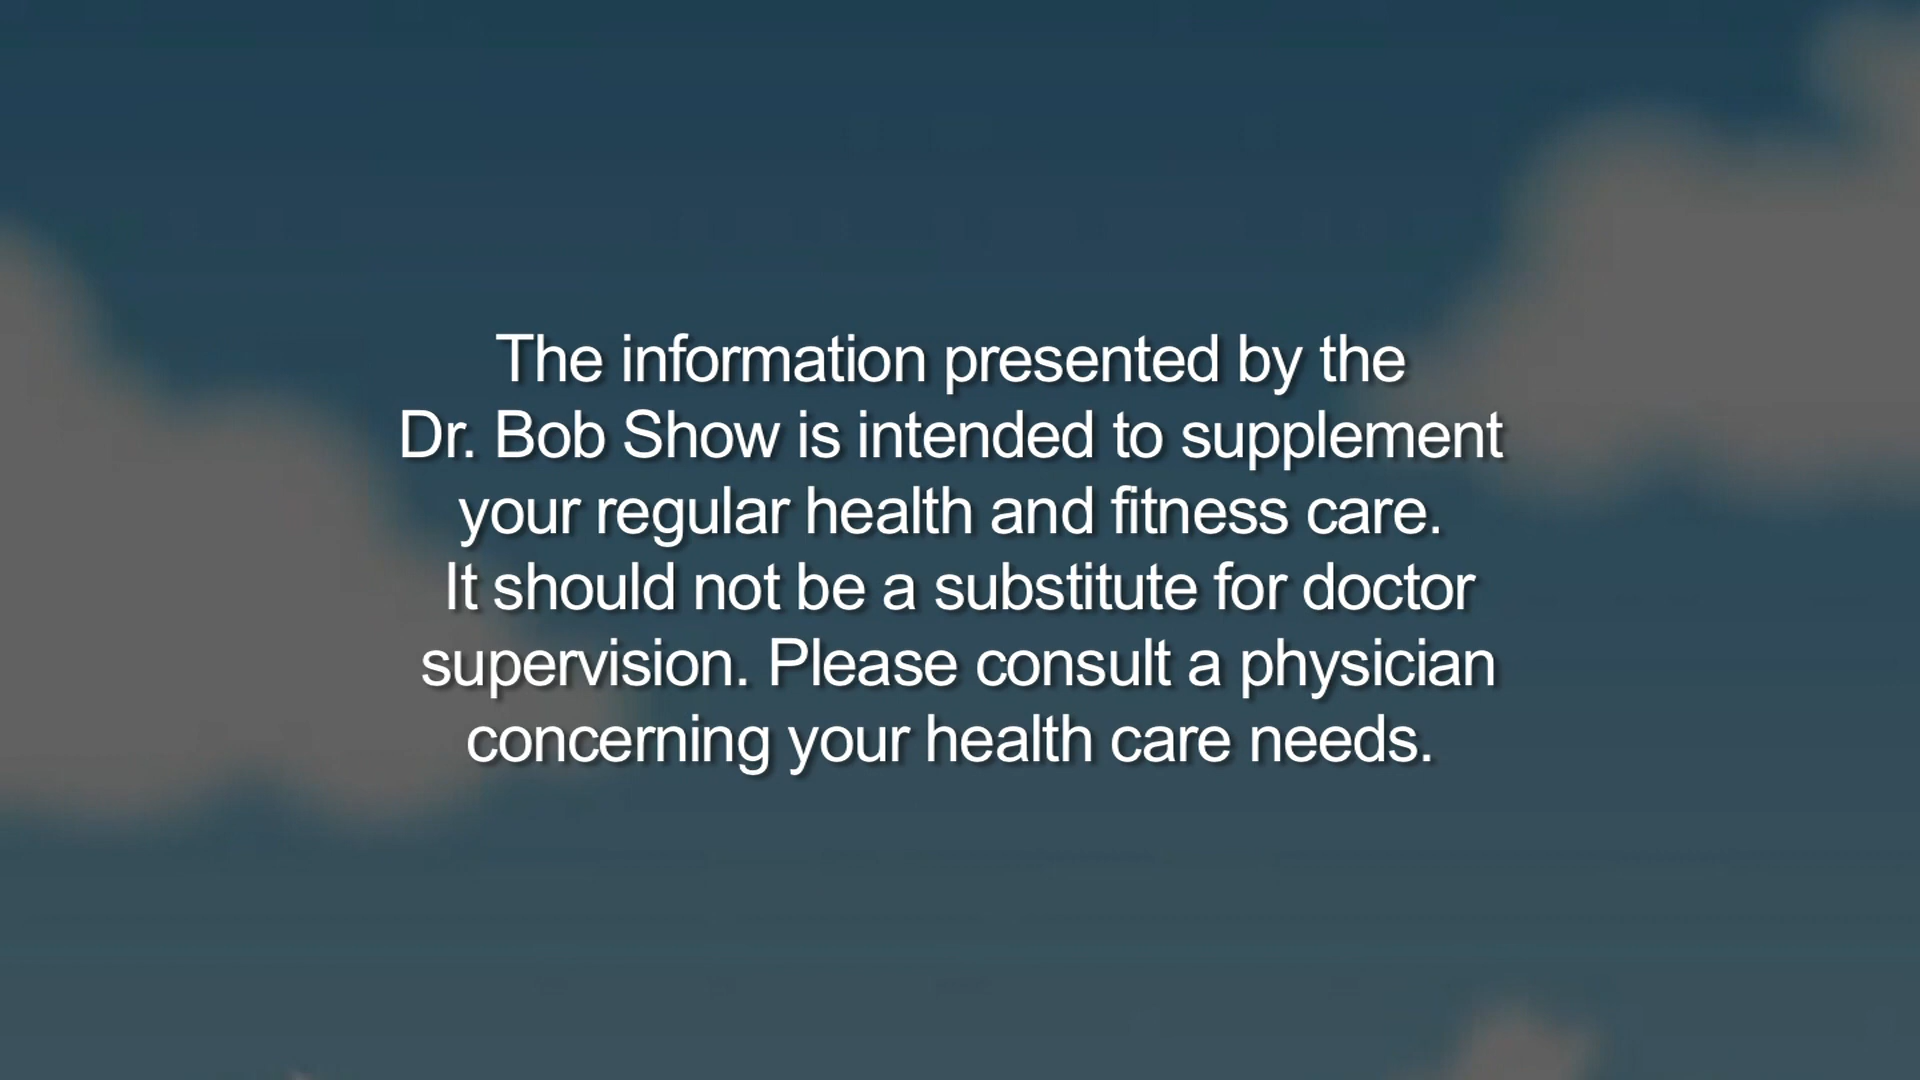 The information presented by the
Dr. Bob Show is intended to supplement
your regular health and fitness care.
It should not be a substitute for doctor
supervision. Please consult a physician
concerning your health care needs.